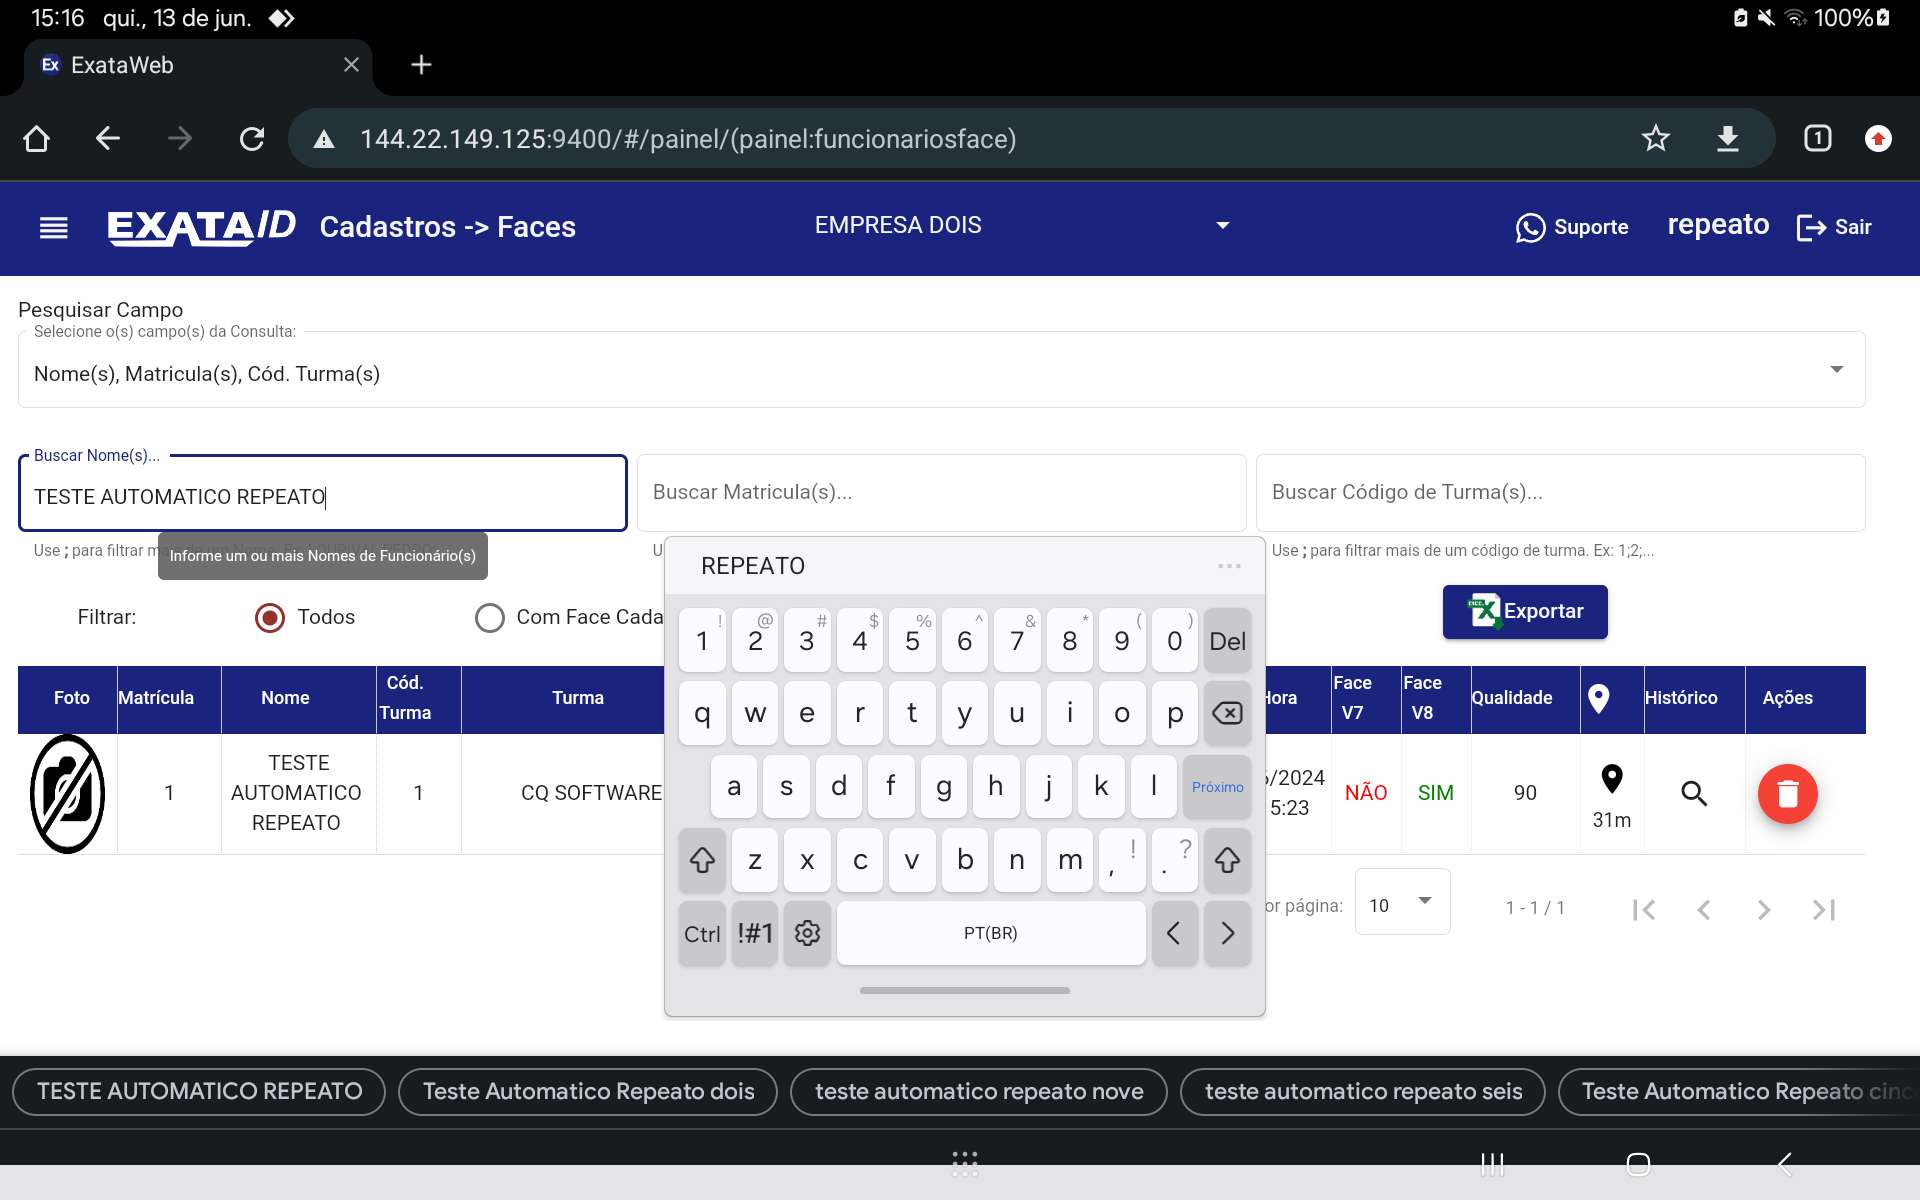 15:16 qui., 13 de jun. 100%
Ex ExataWeb
144.22.149.125:9400/#/painel/(painel:funcionariosface) 1
EXATA/D Cadastros -> Faces EMPRESA DOIS Suporte repeato Sair
Pesquisar Campo
Selecione o(s) campo(s) da Consulta:
Nome(s), Matricula(s), Cód. Turma(s)
Buscar Nome(s)...
TESTE AUTOMATICO REPEATO
Buscar Matricula(s)...
Buscar Código de Turma(s)...
Use ; para filtrar m
Informe um ou mais Nomes de Funcionário(s)
U
Use ; para filtrar mais de um código de turma. Ex: 1;2;...
Filtrar: Todos Com Face Cada
Exportar
Foto Matrícula Nome Cód. Turma Turma Hora Face V7 Face V8 Qualidade Histórico Ações
1 TESTE AUTOMATICO REPEATO 1 CQ SOFTWARE 6/2024 5:23 NÃO SIM 90 31m
or página: 10 1 - 1 / 1
REPEATO ...
! @ # $ % ^ & * ( )
1 2 3 4 5 6 7 8 9 0 Del
q w e r t y u i o p
a s d f g h j k l Próximo
z x c v b n m , ! . ?
Ctrl !#1 PT(BR) < >
TESTE AUTOMATICO REPEATO Teste Automatico Repeato dois teste automatico repeato nove teste automatico repeato seis Teste Automatico Repeato cinc